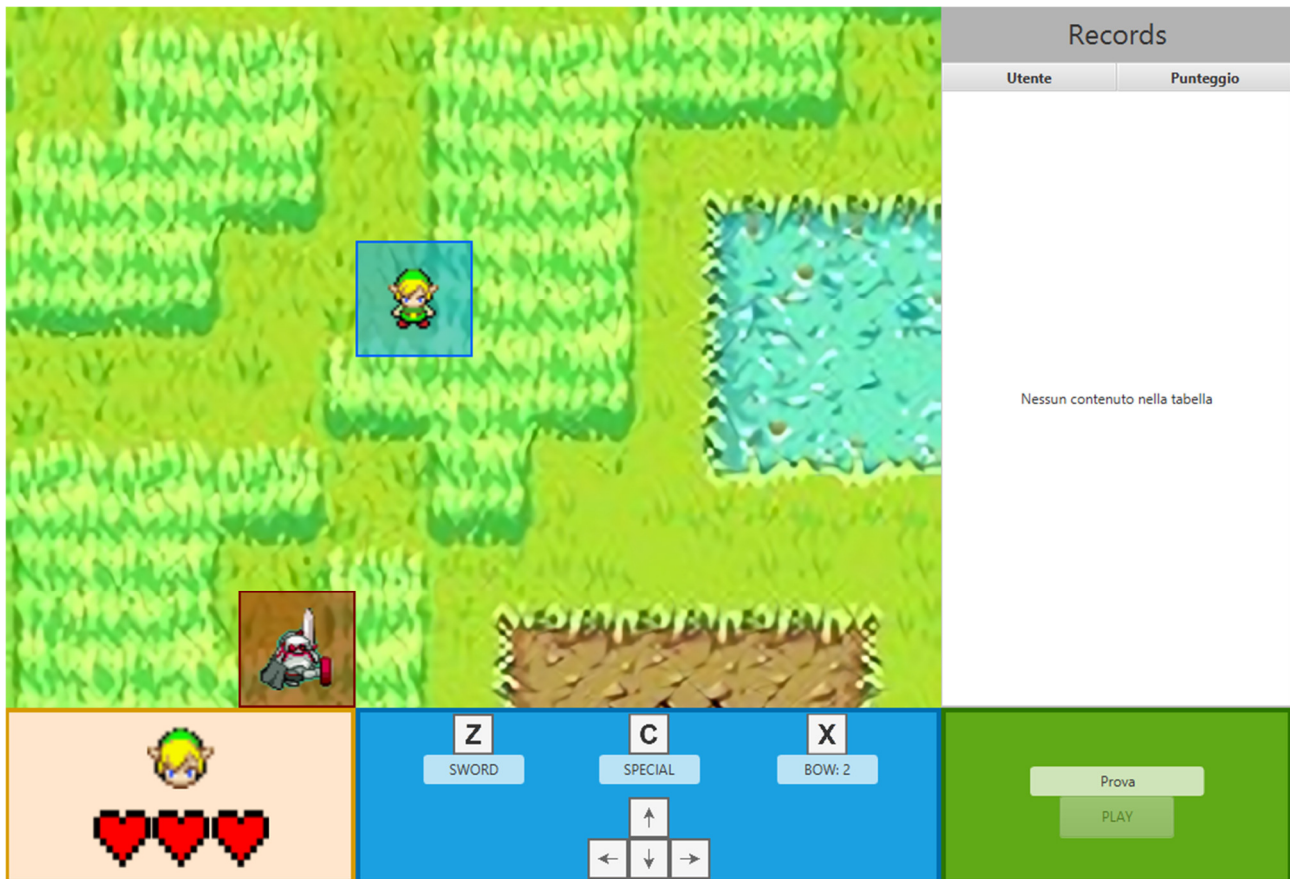 Records
Utente Punteggio
Nessun contenuto nella tabella
Z C X
SWORD SPECIAL BOW: 2
Prova
PLAY
↑
← ↓ →